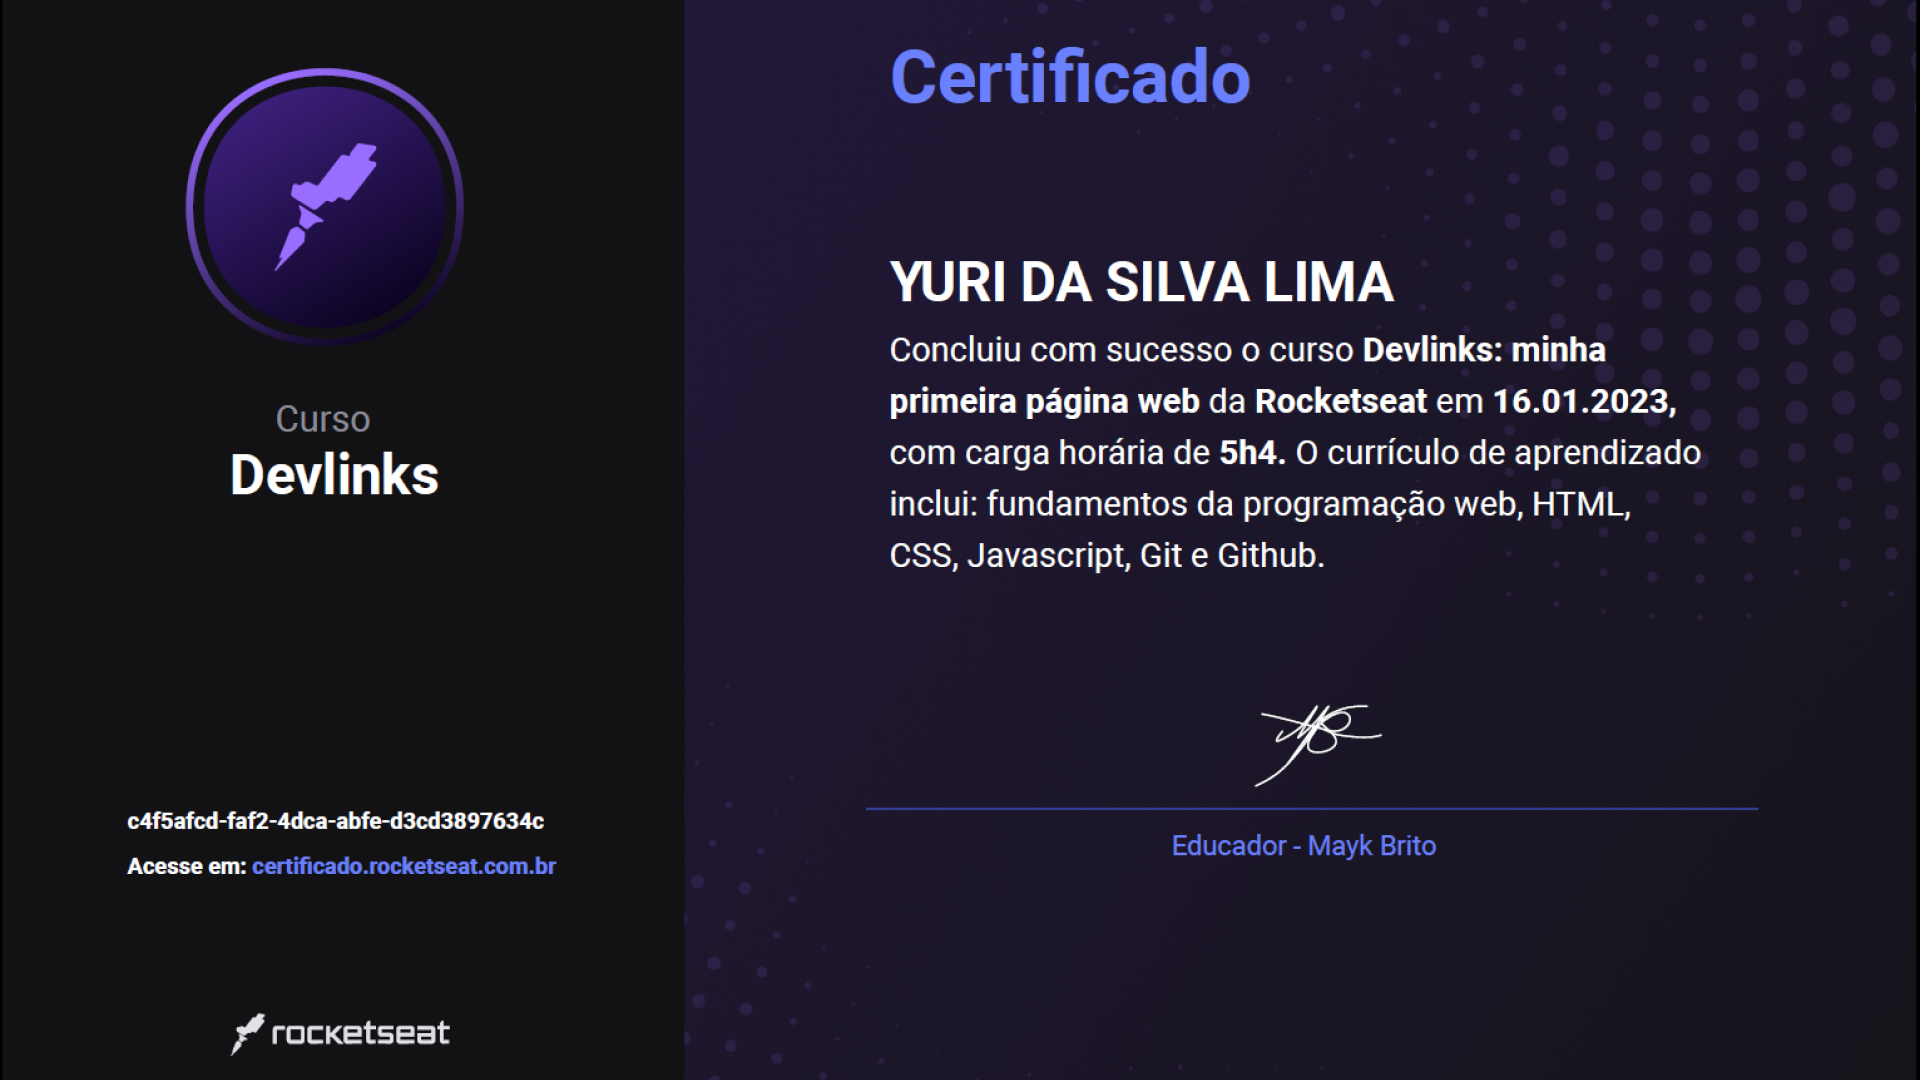 Curso
Devlinks
c4f5afcd-faf2-4dca-abfe-d3cd3897634c
Acesse em: certificado.rocketseat.com.br
rocketseat
Certificado
YURI DA SILVA LIMA
Concluiu com sucesso o curso Devlinks: minha
primeira página web da Rocketseat em 16.01.2023,
com carga horária de 5h4. O currículo de aprendizado
inclui: fundamentos da programação web, HTML,
CSS, Javascript, Git e Github.
Educador - Mayk Brito